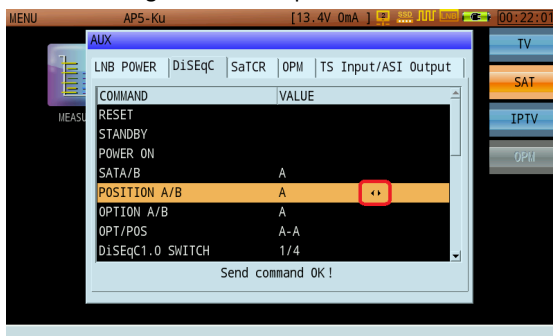 MENU AP5-Ku [13.4V 0mA ] SSD LNB 00:22:01
AUX
TV
LNB POWER DiSEqC SaTCR OPM TS Input/ASI Output
SAT
COMMAND VALUE
RESET
MEASU
IPTV
STANDBY
POWER ON
OPM
SATA/B A
POSITION A/B A
OPTION A/B A
OPT/POS A-A
DiSEqC1.0 SWITCH 1/4
Send command OK!